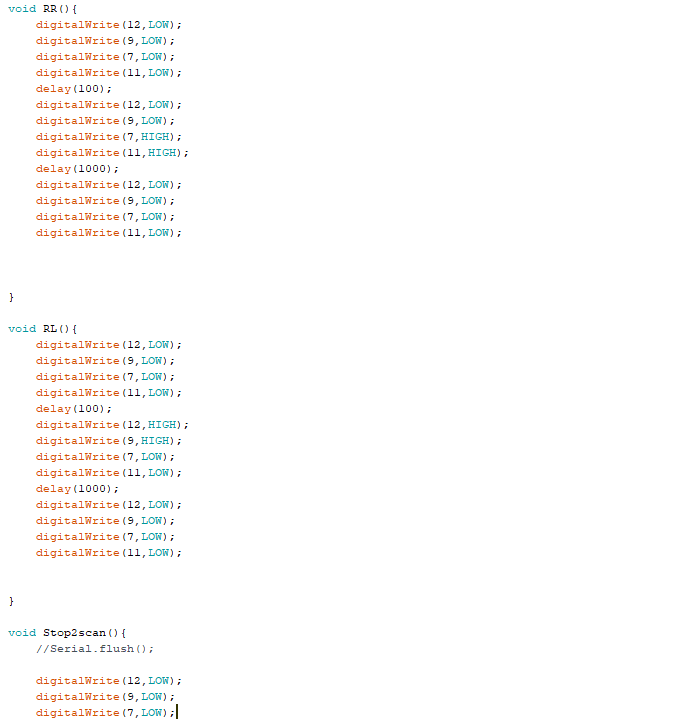 void RR(){
digitalWrite(12,LOW);
digitalWrite(9,LOW);
digitalWrite(7,LOW);
digitalWrite(11,LOW);
delay(100);
digitalWrite(12,LOW);
digitalWrite(9,LOW);
digitalWrite(7,HIGH);
digitalWrite(11,HIGH);
delay(1000);
digitalWrite(12,LOW);
digitalWrite(9,LOW);
digitalWrite(7,LOW);
digitalWrite(11,LOW);
}
void RL(){
digitalWrite(12,LOW);
digitalWrite(9,LOW);
digitalWrite(7,LOW);
digitalWrite(11,LOW);
delay(100);
digitalWrite(12,HIGH);
digitalWrite(9,HIGH);
digitalWrite(7,LOW);
digitalWrite(11,LOW);
delay(1000);
digitalWrite(12,LOW);
digitalWrite(9,LOW);
digitalWrite(7,LOW);
digitalWrite(11,LOW);
}
void Stop2scan(){
//Serial.flush();
digitalWrite(12,LOW);
digitalWrite(9,LOW);
digitalWrite(7,LOW);